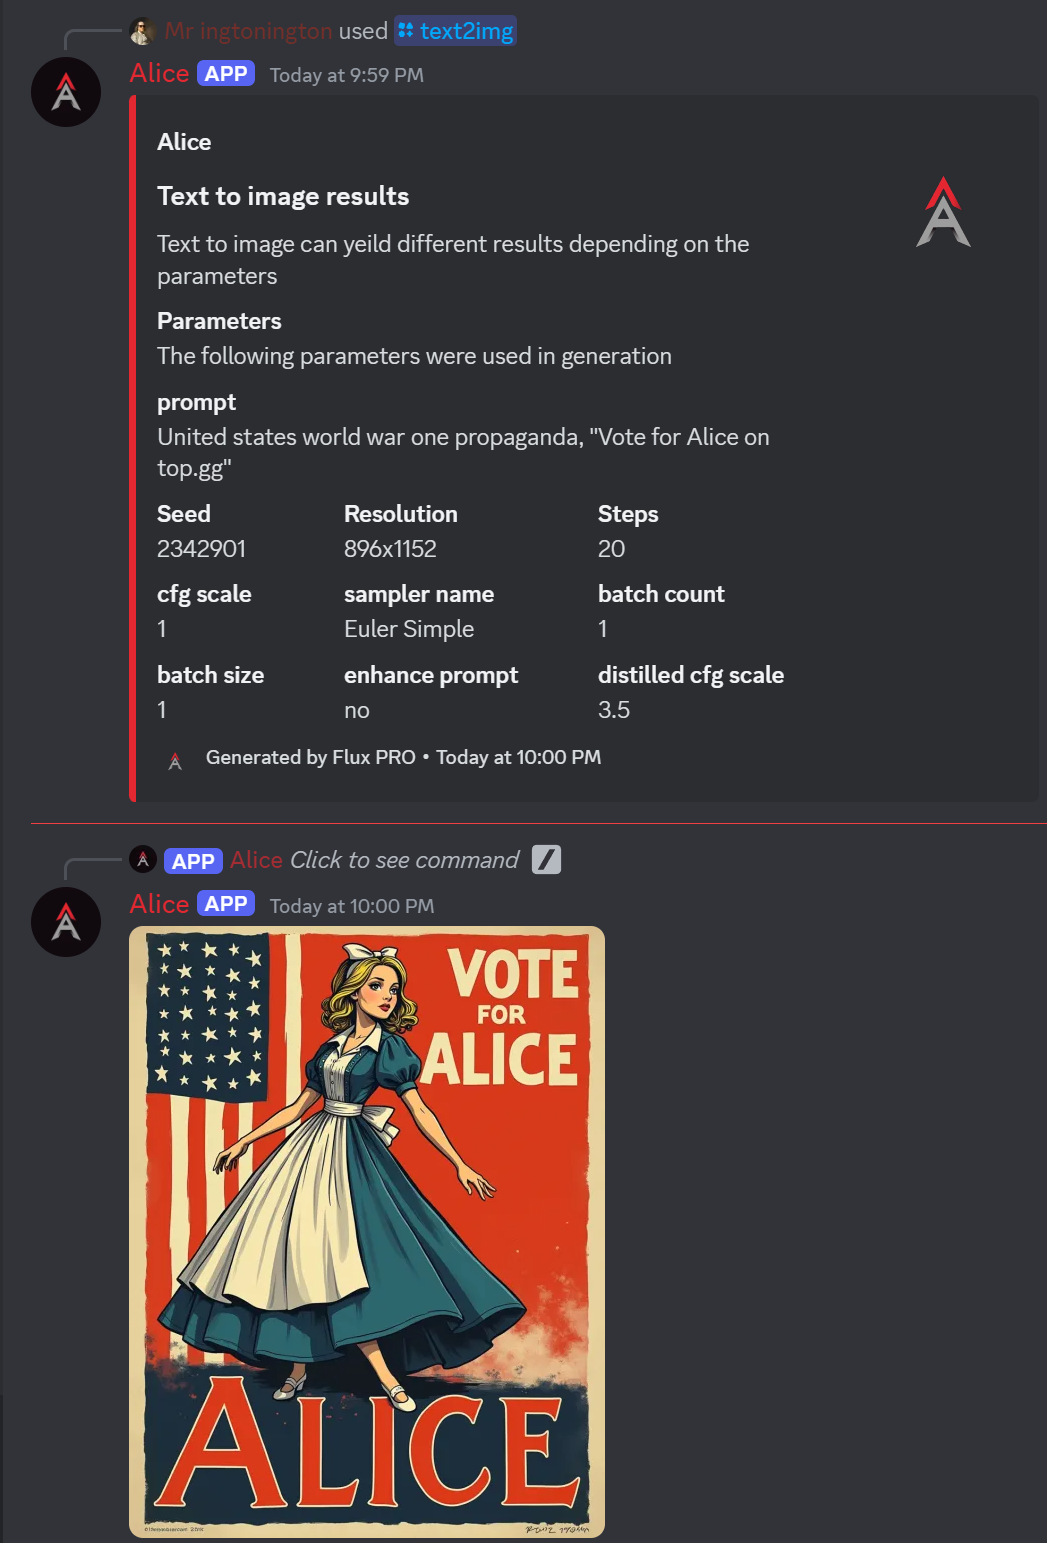 Mr ingtonington used text2img
Alice APP Today at 9:59 PM
Alice
Text to image results
Text to image can yeild different results depending on the
parameters
Parameters
The following parameters were used in generation
prompt
United states world war one propaganda, "Vote for Alice on
top.gg"
Seed Resolution Steps
2342901 896x1152 20
cfg scale sampler name batch count
1 Euler Simple 1
batch size enhance prompt distilled cfg scale
1 no 3.5
Generated by Flux PRO • Today at 10:00 PM
APP Alice Click to see command
Alice APP Today at 10:00 PM
VOTE
FOR
ALICE
ALICE